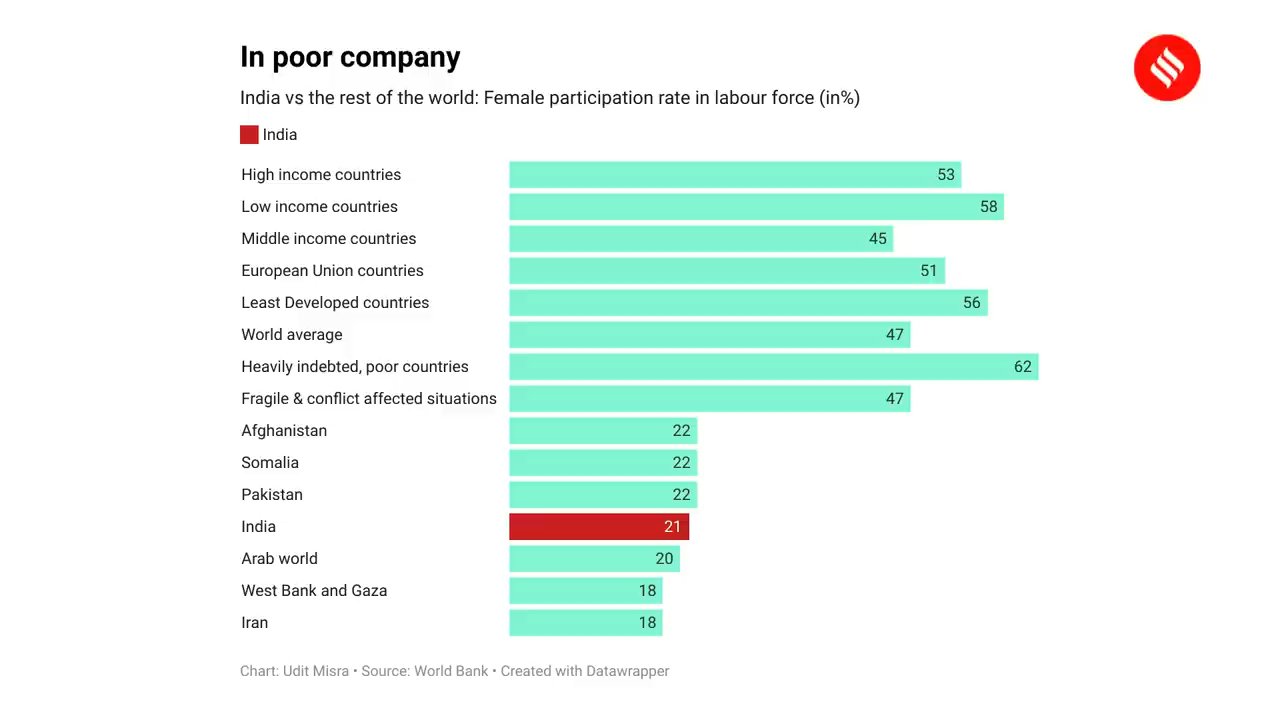 In poor company
India vs the rest of the world: Female participation rate in labour force (in%)
India
High income countries 53
Low income countries 58
Middle income countries 45
European Union countries 51
Least Developed countries 56
World average 47
Heavily indebted, poor countries 62
Fragile & conflict affected situations 47
Afghanistan 22
Somalia 22
Pakistan 22
India 21
Arab world 20
West Bank and Gaza 18
Iran 18
Chart: Udit Misra • Source: World Bank • Created with Datawrapper